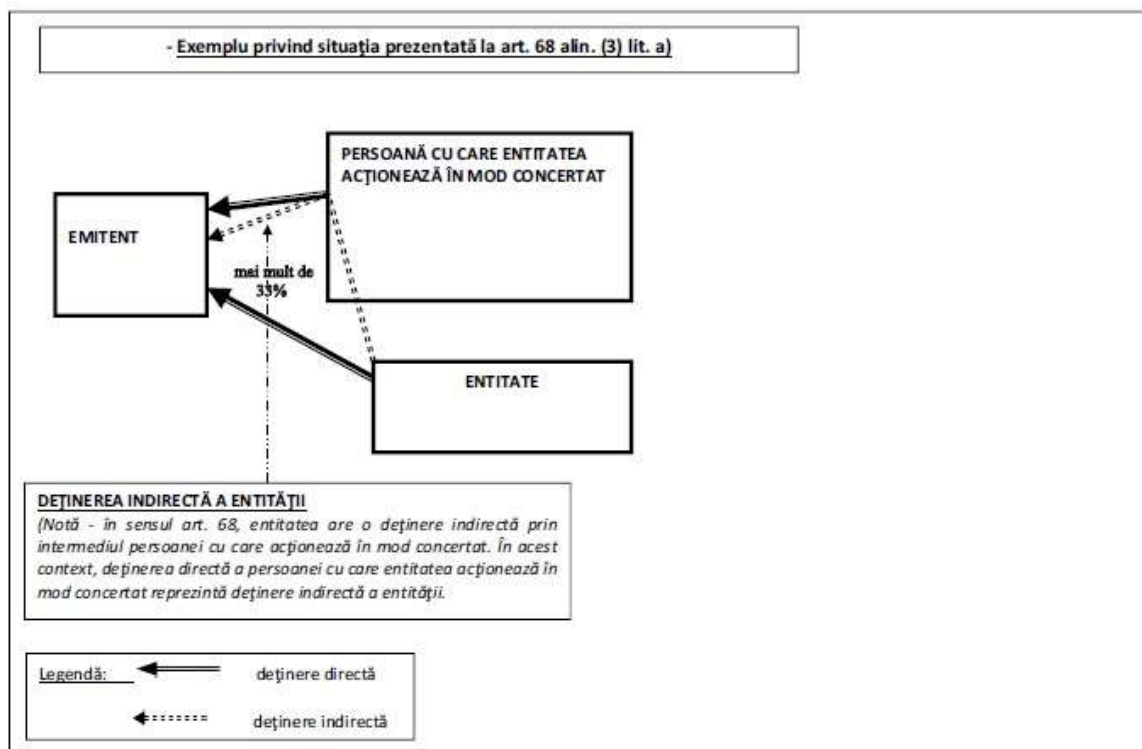 - Exemplu privind situația prezentată la art. 68 alin. (3) lit. a)
PERSOANĂ CU CARE ENTITATEA
ACŢIONEAZĂ ÎN MOD CONCERTAT
EMITENT
mai mult de
33%
ENTITATE
DEŢINEREA INDIRECTĂ A ENTITĂŢII
(Notă - în sensul art. 68, entitatea are o deţinere indirectă prin
intermediul persoanei cu care acţionează în mod concertat. În acest
context, deţinerea directă a persoanei cu care entitatea acţionează în
mod concertat reprezintă deţinere indirectă a entităţii.
Legendă: deţinere directă
deţinere indirectă